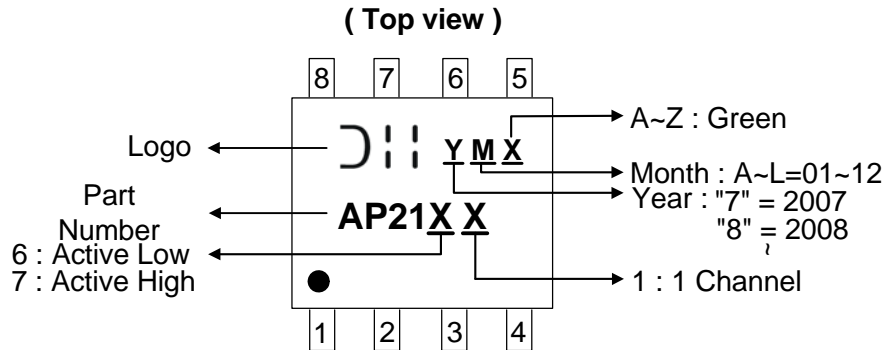 ( Top view )
8 7 6 5
Logo
Y M X
A~Z : Green
Month : A~L=01~12
Year : "7" = 2007
"8" = 2008
~
Part
Number
AP21X X
6 : Active Low
7 : Active High
1 : 1 Channel
1 2 3 4